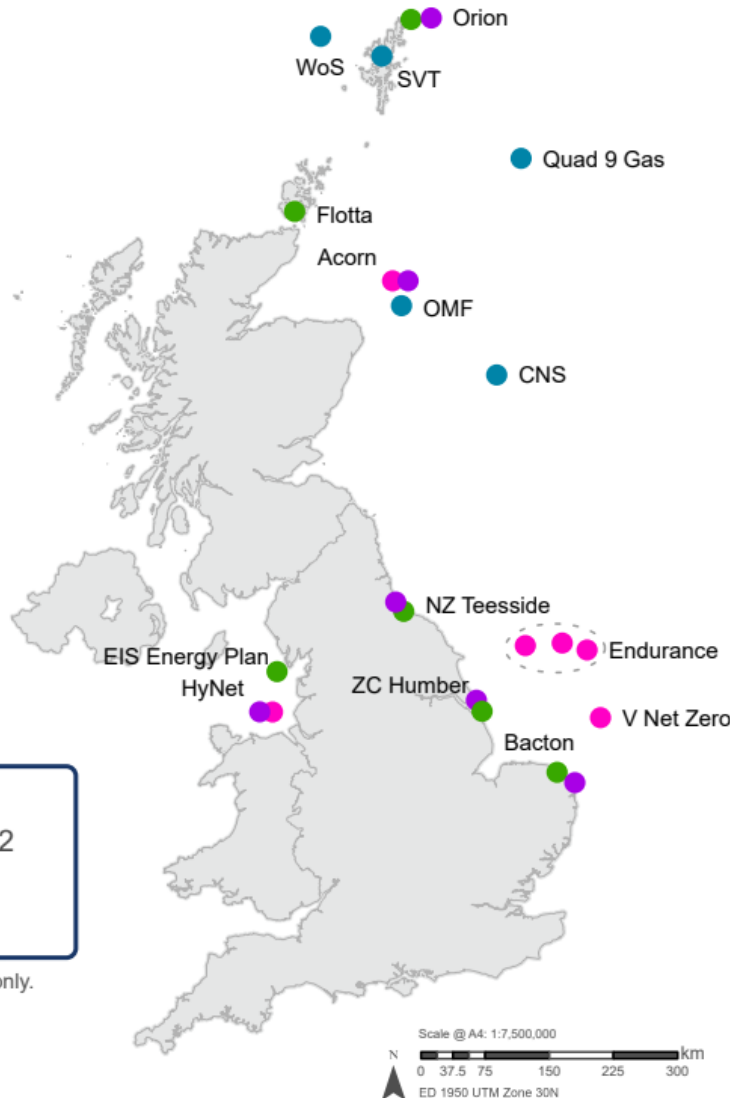 Orion
WoS
SVT
Quad 9 Gas
Flotta
Acorn
OMF
CNS
NZ Teesside
EIS Energy Plan
Endurance
HyNet
ZC Humber
V Net Zero
Bacton
2
only.
Scale @ A4: 1:7,500,000
N
km
0 37.5 75 150 225 300
ED 1950 UTM Zone 30N